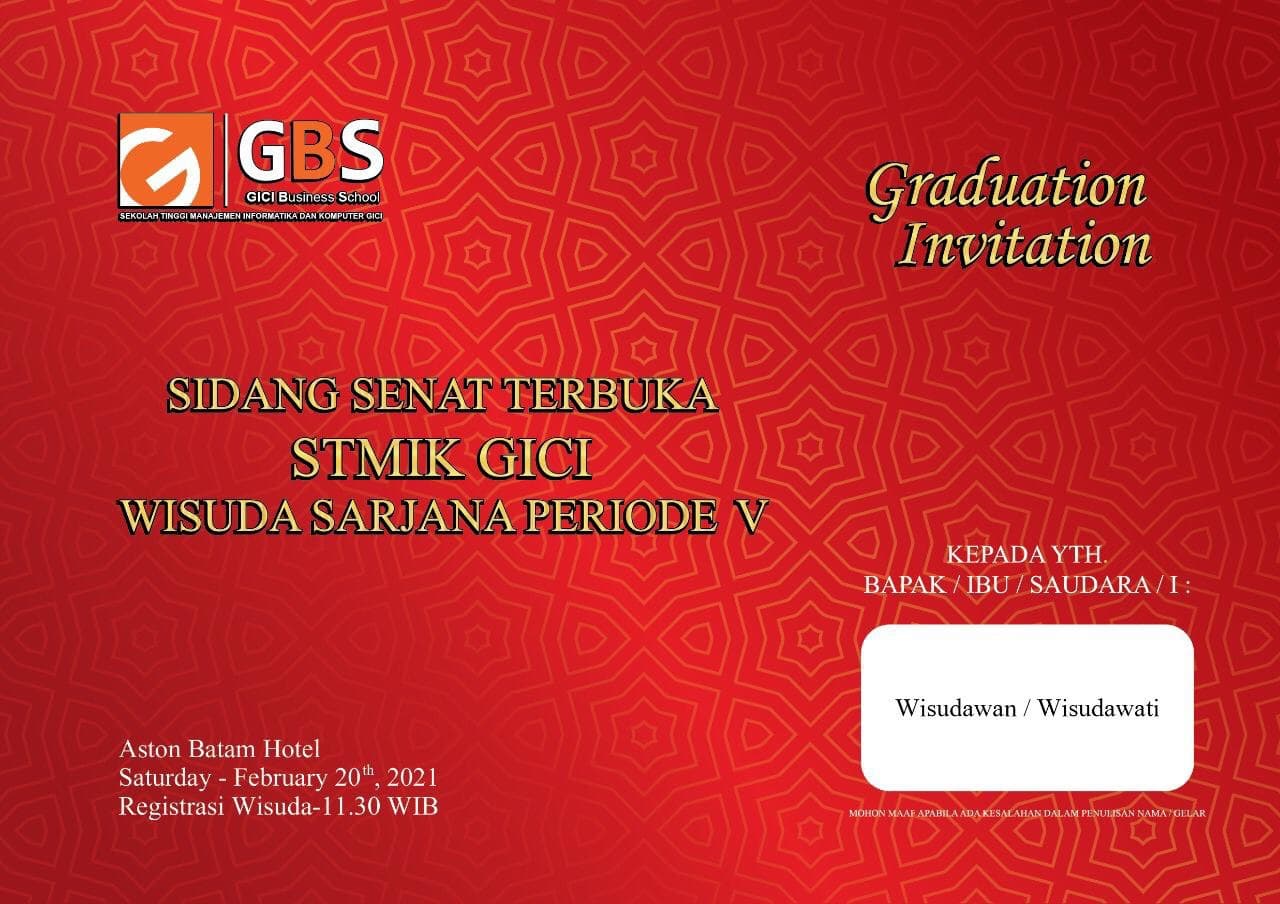 GBS
GICI Business School
SEKOLAH TINGGI MANAJEMEN INFORMATIKA DAN KOMPUTER GICI
Graduation
Invitation
SIDANG SENAT TERBUKA
STMIK GICI
WISUDA SARJANA PERIODE V
KEPADA YTH.
BAPAK / IBU / SAUDARA / I :
Wisudawan / Wisudawati
MOHON MAAF APABILA ADA KESALAHAN DALAM PENULISAN NAMA / GELAR
Aston Batam Hotel
Saturday - February 20th, 2021
Registrasi Wisuda-11.30 WIB